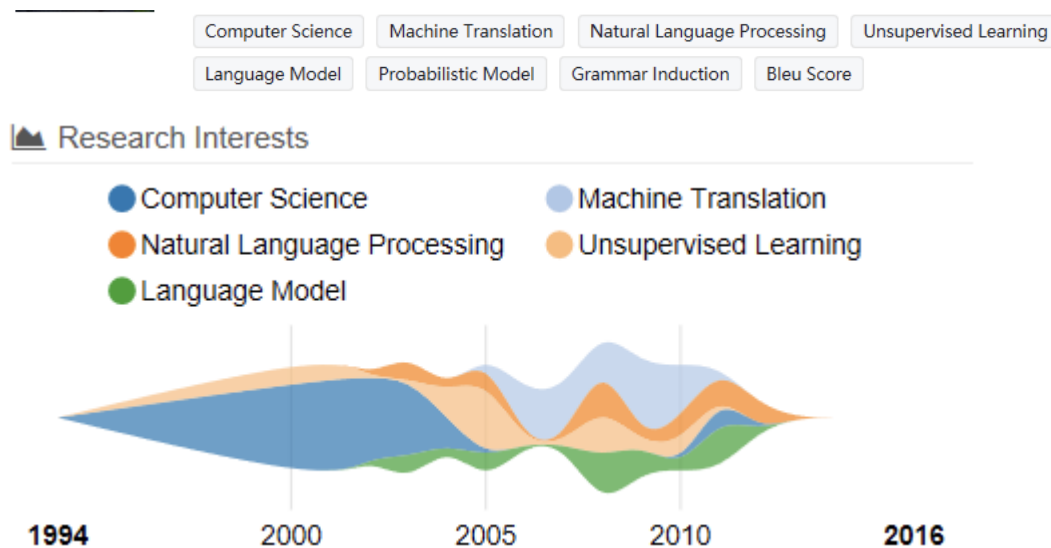 Computer Science Machine Translation Natural Language Processing Unsupervised Learning
Language Model Probabilistic Model Grammar Induction Bleu Score
Research Interests
Computer Science Machine Translation
Natural Language Processing Unsupervised Learning
Language Model
1994 2000 2005 2010 2016